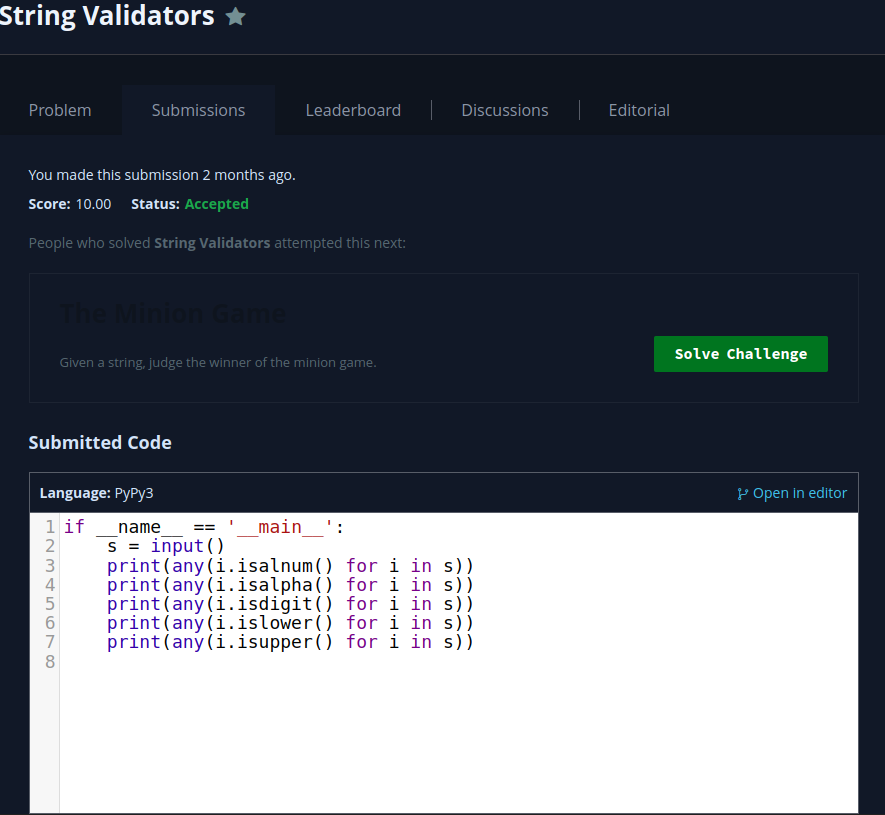 String Validators
Problem
Submissions
Leaderboard
Discussions
Editorial
You made this submission 2 months ago.
Score: 10.00 Status: Accepted
People who solved String Validators attempted this next:
The Minion Game
Given a string, judge the winner of the minion game.
Solve Challenge
Submitted Code
Language: PyPy3
Open in editor
1 if __name__ == '__main__':
2     s = input()
3     print(any(i.isalnum() for i in s))
4     print(any(i.isalpha() for i in s))
5     print(any(i.isdigit() for i in s))
6     print(any(i.islower() for i in s))
7     print(any(i.isupper() for i in s))
8